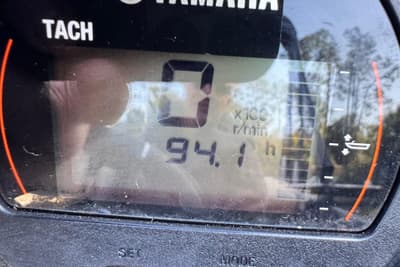 YAMAHA
TACH
0
x100
r/min
94.1 h
SET MODE